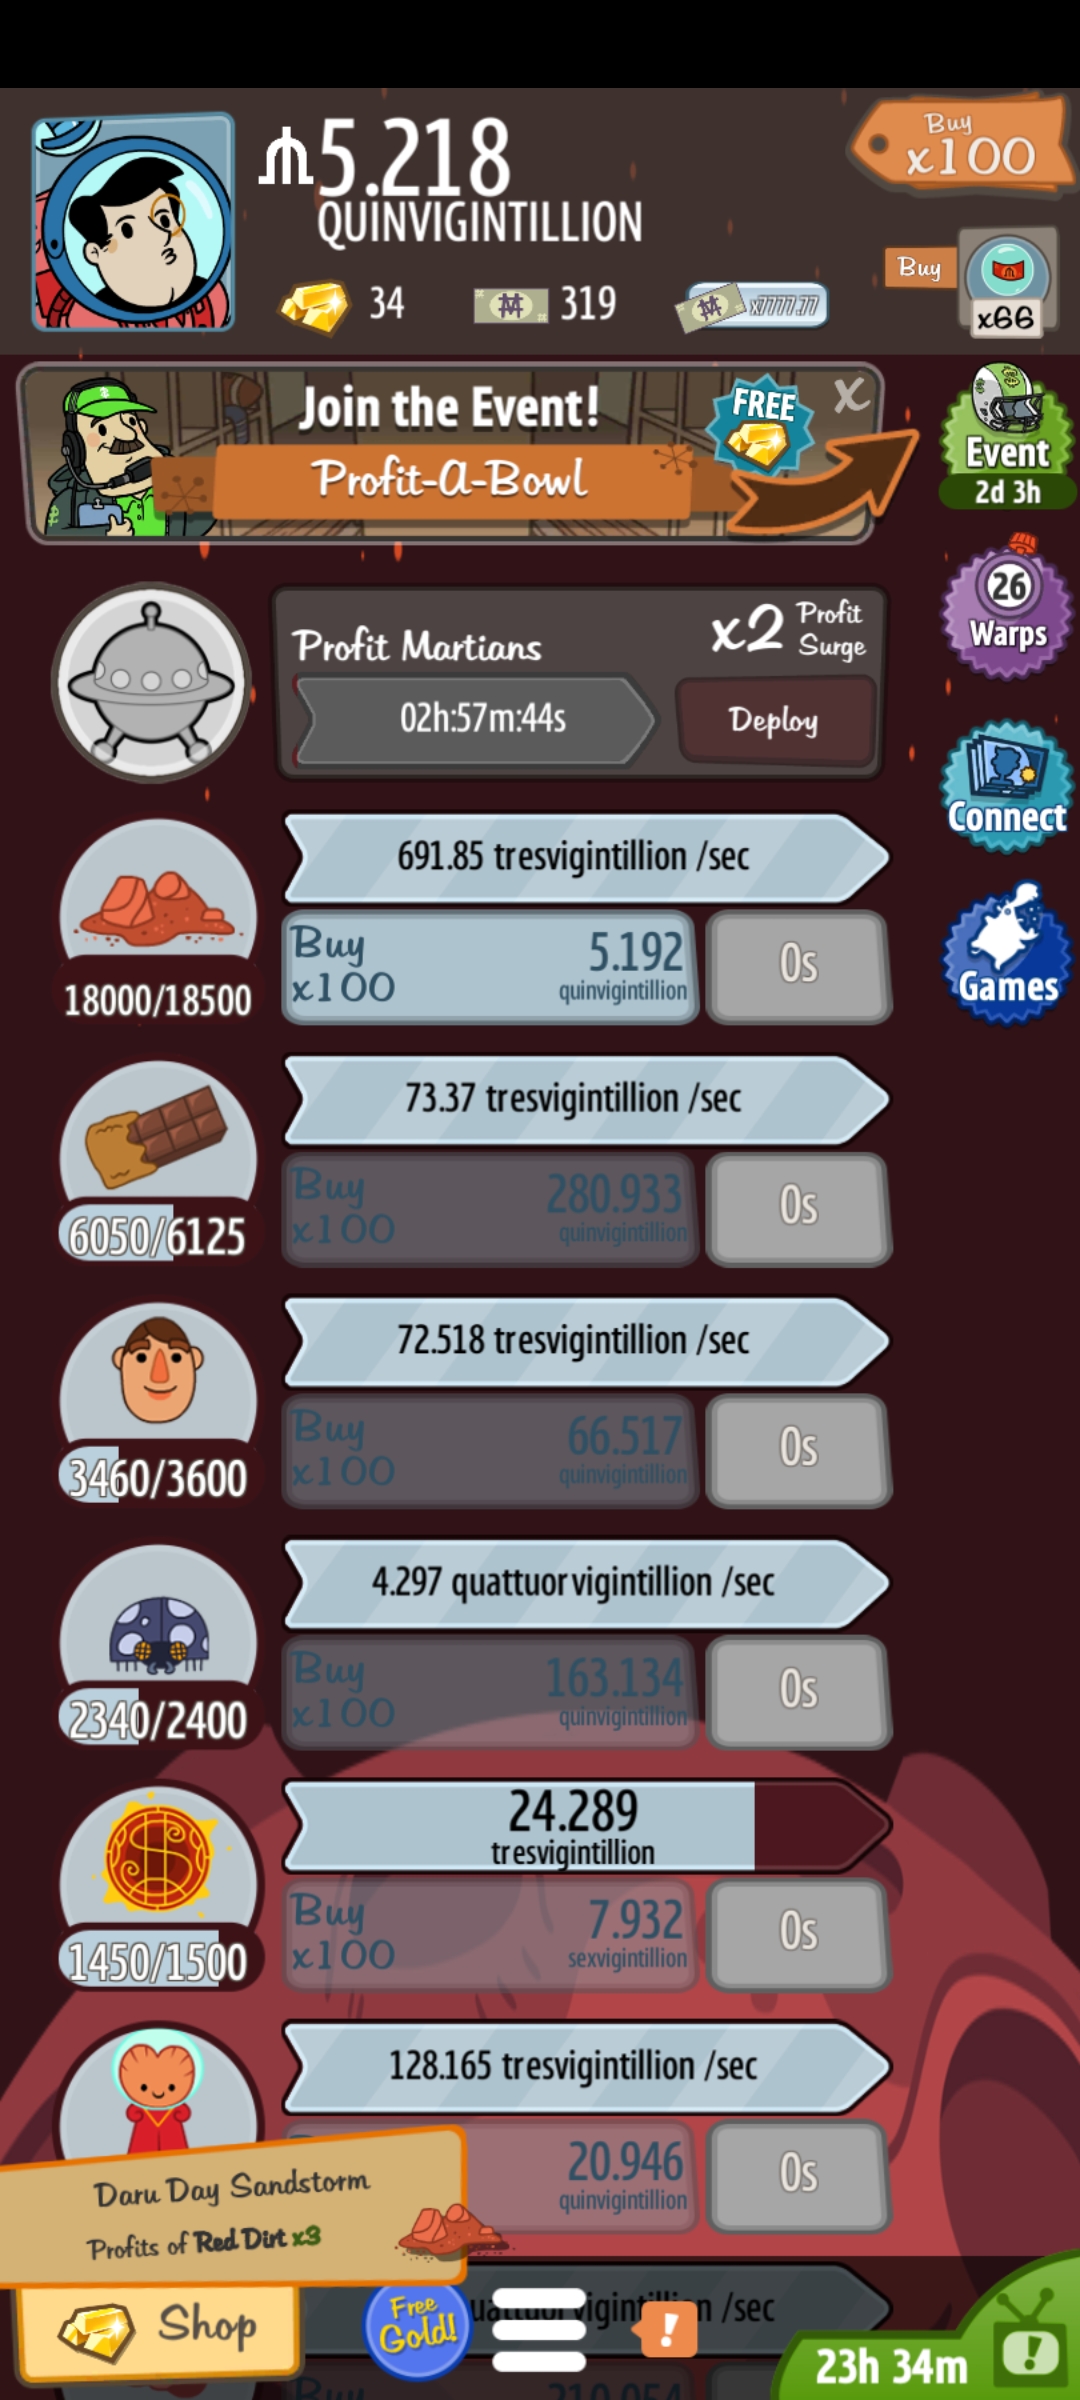 5.218
QUINVIGINTILLION
Buy
x100
34
319
x7777.77
Buy
x66
Join the Event!
FREE
X
Profit-A-Bowl
Event
2d 3h
Profit Martians
x2 Profit Surge
02h:57m:44s
Deploy
26
Warps
Connect
Games
691.85 tresvigintillion /sec
Buy
x100
5.192
quinvigintillion
0s
18000/18500
73.37 tresvigintillion /sec
Buy
x100
280.933
quinvigintillion
0s
6050/6125
72.518 tresvigintillion /sec
Buy
x100
66.517
quinvigintillion
0s
3460/3600
4.297 quattuorvigintillion /sec
Buy
x100
163.134
quinvigintillion
0s
2340/2400
24.289
tresvigintillion
Buy
x100
7.932
sexvigintillion
0s
1450/1500
128.165 tresvigintillion /sec
20.946
quinvigintillion
0s
Daru Day Sandstorm
Profits of Red Dirt x3
Shop
Free
Gold!
/sec
!
23h 34m
!
Buy